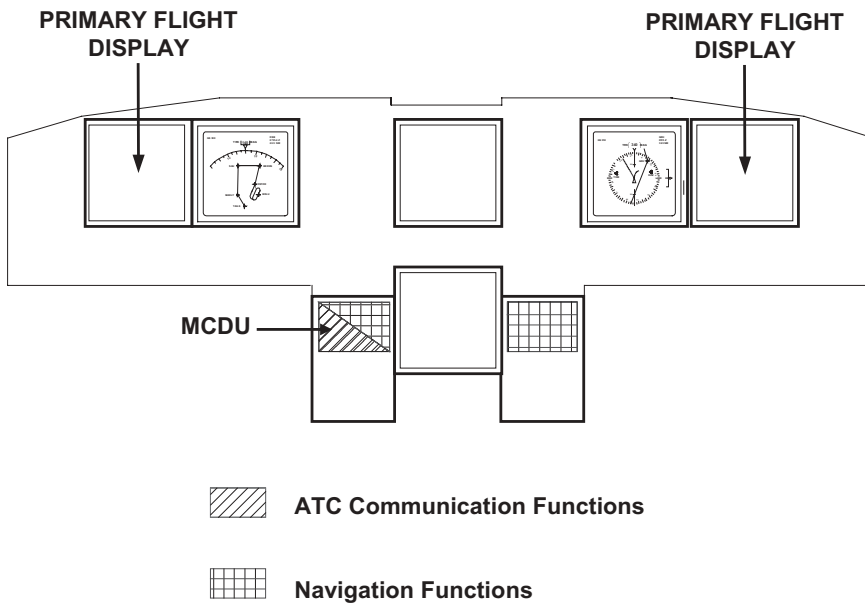 PRIMARY FLIGHT
DISPLAY
PRIMARY FLIGHT
DISPLAY
MCDU
ATC Communication Functions
Navigation Functions